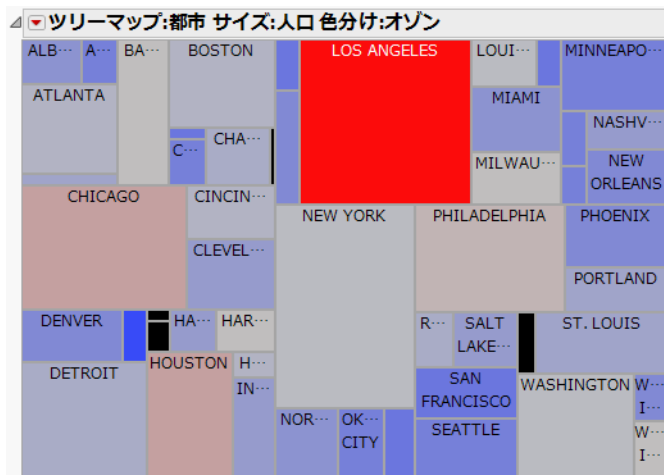 ツリーマップ:都市 サイズ:人口 色分け:オゾン
ALB…
A…
BA…
BOSTON
LOS ANGELES
LOUI…
MINNEAPO…
ATLANTA
C…
CHA…
MIAMI
NASHV…
MILWAU…
NEW
ORLEANS
CHICAGO
CINCIN…
CLEVEL…
NEW YORK
PHILADELPHIA
PHOENIX
PORTLAND
DENVER
HA…
HAR…
R…
SALT
LAKE…
ST. LOUIS
DETROIT
HOUSTON
H…
IN…
SAN
FRANCISCO
WASHINGTON
W…
I…
NOR…
OK…
CITY
SEATTLE
W…
I…